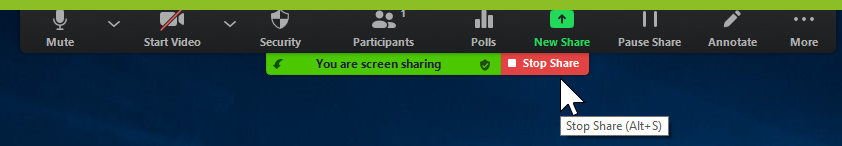 1
Mute Start Video Security Participants Polls New Share Pause Share Annotate More
You are screen sharing Stop Share
Stop Share (Alt+S)